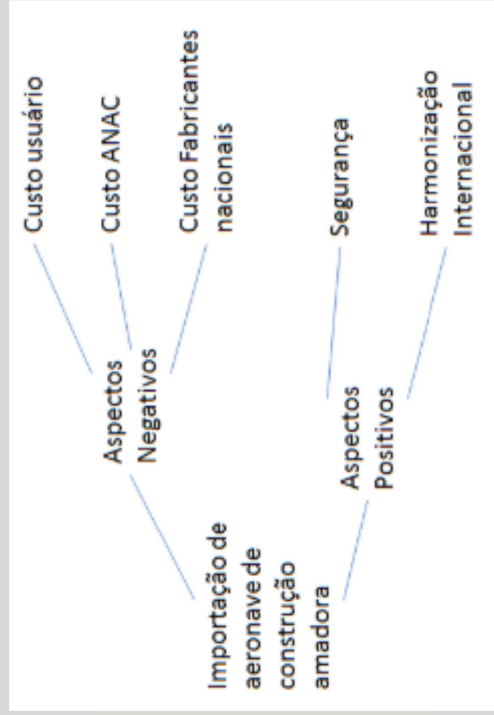 Importação de
aeronave de
construção
amadora
Aspectos
Negativos
Custo usuário
Custo ANAC
Custo Fabricantes
nacionais
Aspectos
Positivos
Segurança
Harmonização
Internacional